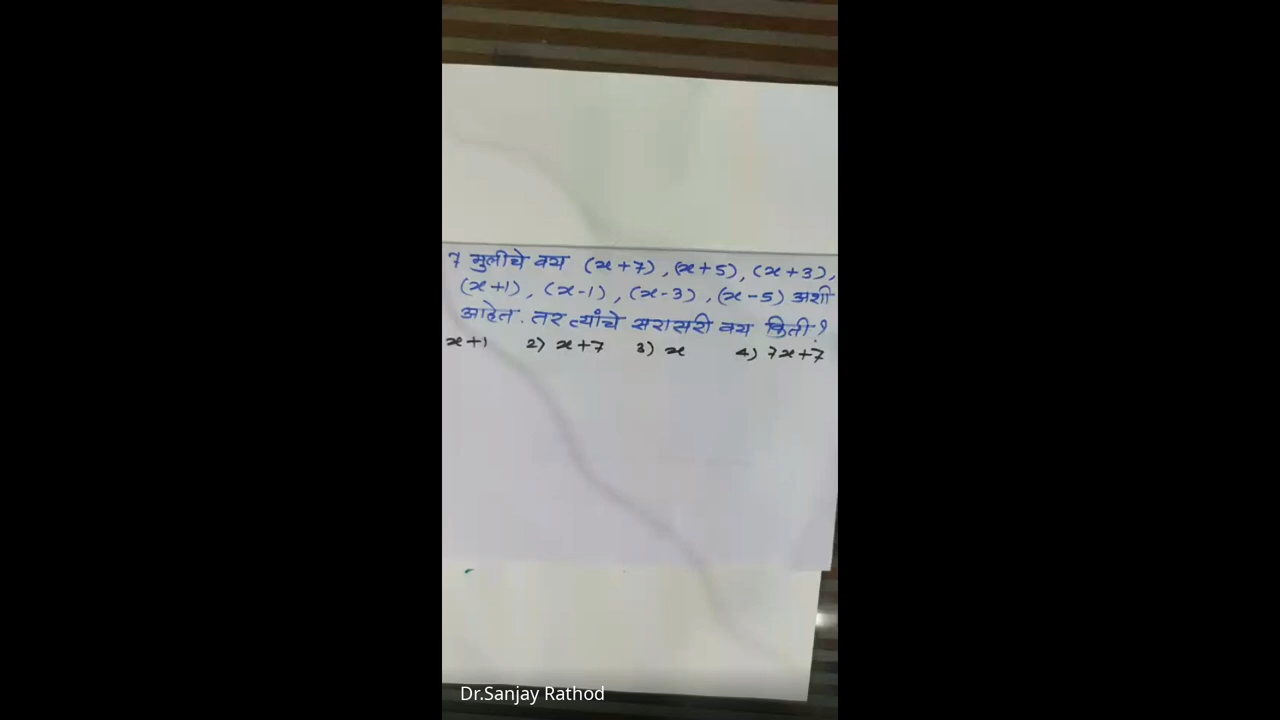 7 मुलींचे वय (x+7), (x+5), (x+3),
(x+1), (x-1), (x-3), (x-5) अशी
आहेत. तर त्यांचे सरासरी वय किती?
x+1 2) x+7 3) x 4) 7x+7
Dr.Sanjay Rathod